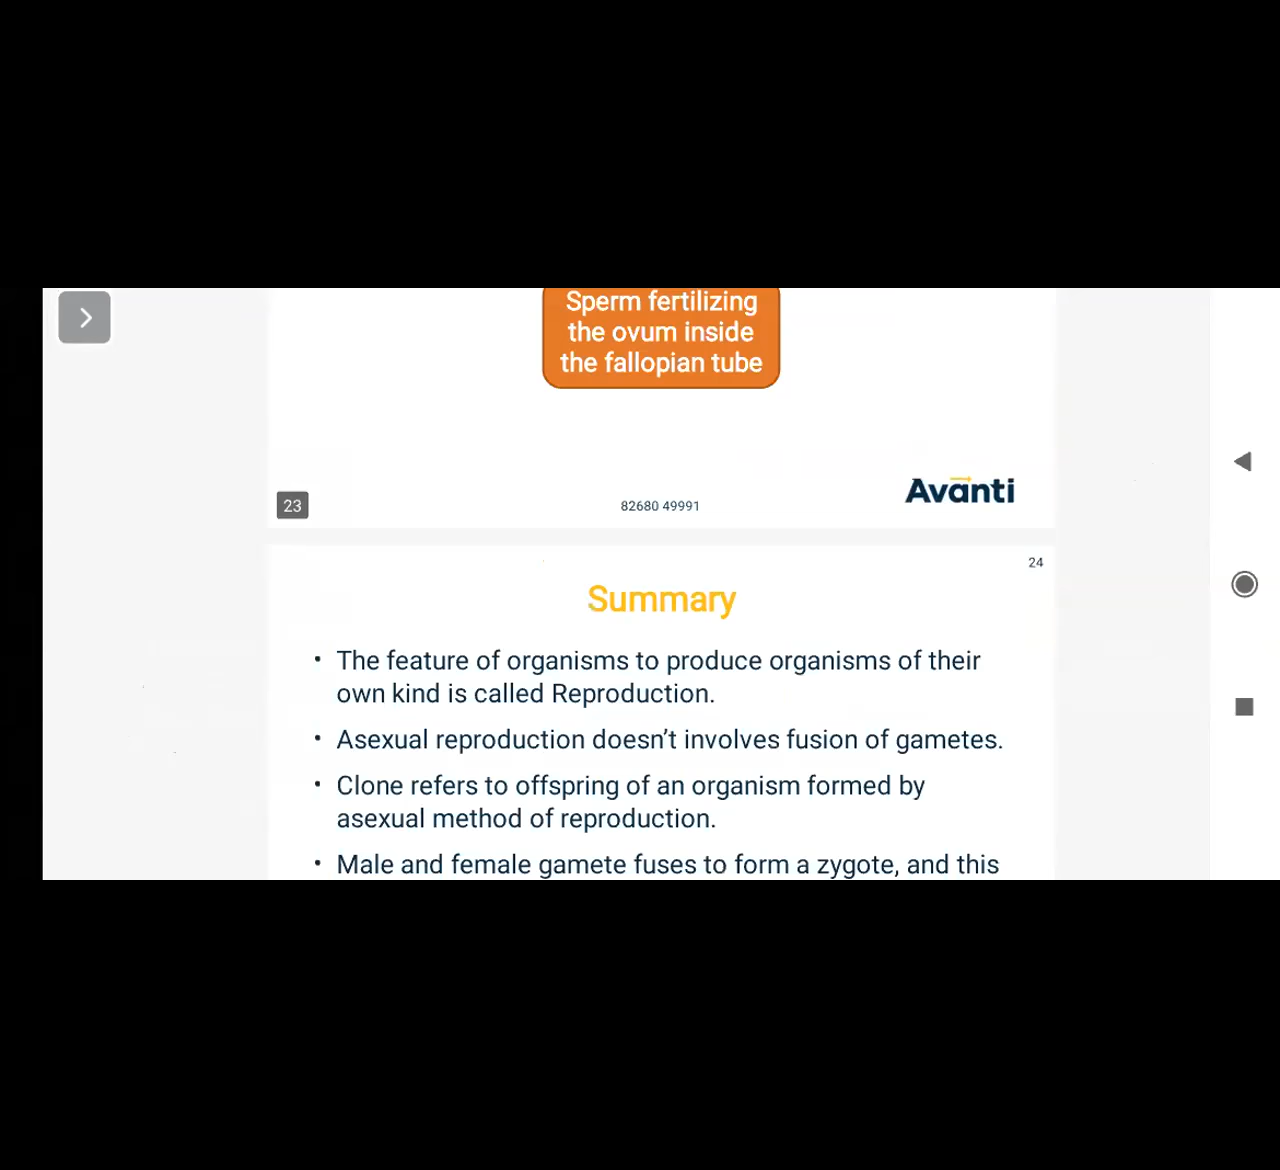 Sperm fertilizing
the ovum inside
the fallopian tube
Avanti
23
82680 49991
24
Summary
• The feature of organisms to produce organisms of their
own kind is called Reproduction.
• Asexual reproduction doesn't involves fusion of gametes.
• Clone refers to offspring of an organism formed by
asexual method of reproduction.
• Male and female gamete fuses to form a zygote, and this